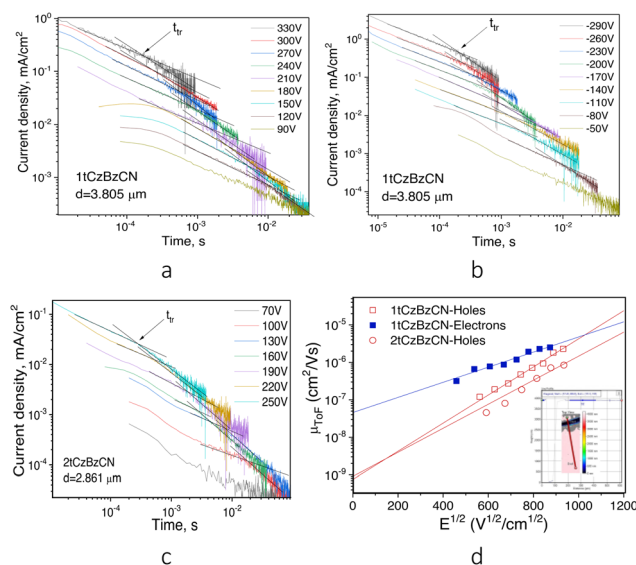 a
Current density, mA/cm²
10⁰
10⁻¹
10⁻²
10⁻³
t_tr
330V
300V
270V
240V
210V
180V
150V
120V
90V
1tCzBzCN
d=3.805 μm
10⁻⁴ 10⁻³ 10⁻² 
Time, s
a
b
Current density, mA/cm²
10⁰
10⁻¹
10⁻²
10⁻³
10⁻⁴
t_tr
-290V
-260V
-230V
-200V
-170V
-140V
-110V
-80V
-50V
1tCzBzCN
d=3.805 μm
10⁻⁵ 10⁻⁴ 10⁻³ 10⁻²
Time, s
b
Current density, mA/cm²
10⁻¹
10⁻²
10⁻³
10⁻⁴
t_tr
70V
100V
130V
160V
190V
220V
250V
2tCzBzCN
d=2.861 μm
10⁻⁴ 10⁻³ 10⁻²
Time, s
c
μ_ToF (cm²/Vs)
10⁻⁵
10⁻⁶
10⁻⁷
10⁻⁸
10⁻⁹
1tCzBzCN-Holes
1tCzBzCN-Electrons
2tCzBzCN-Holes
0 200 400 600 800 1000 1200
E^1/2 (V^1/2/cm^1/2)
d